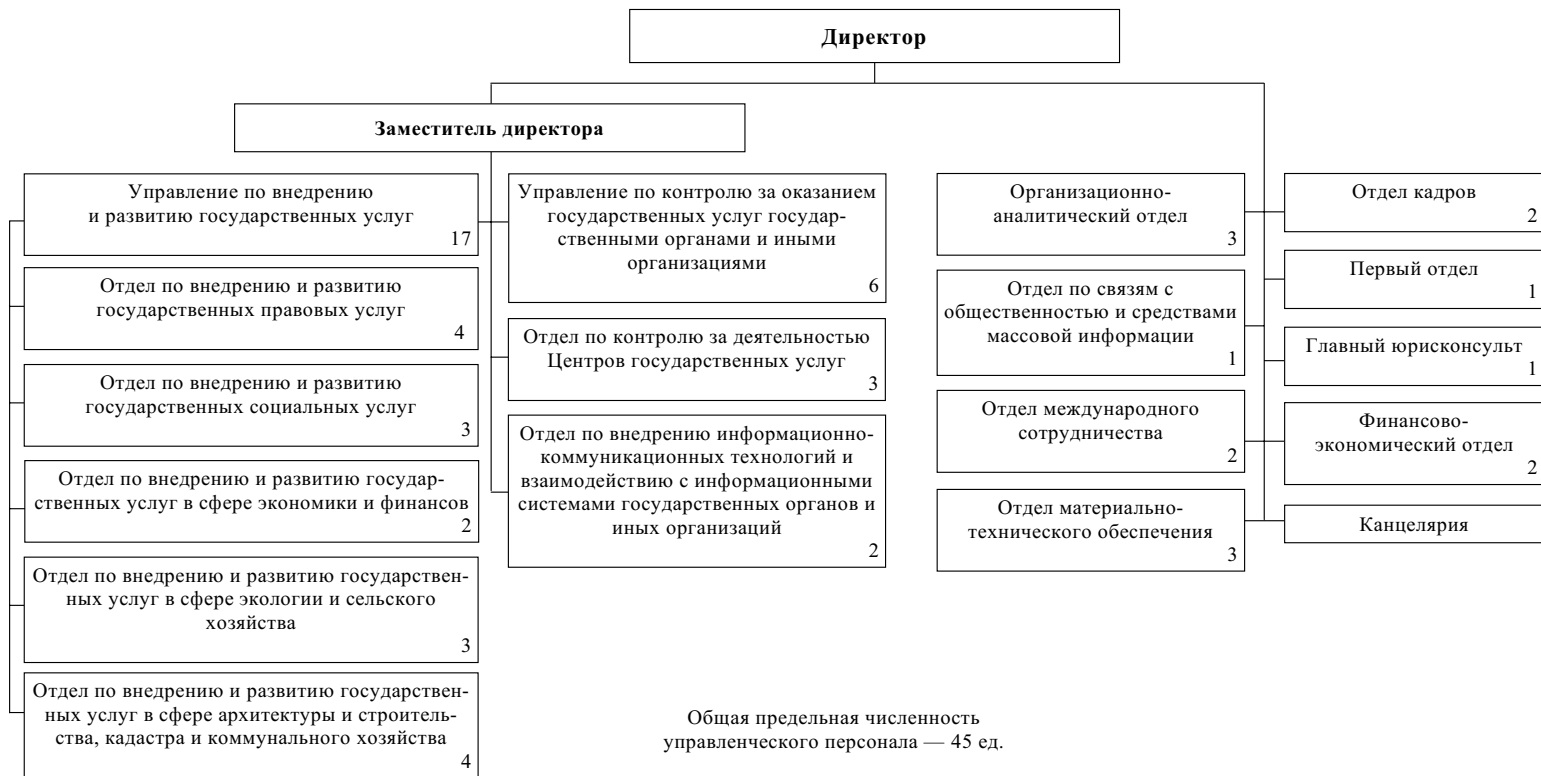 Директор
Заместитель директора
Управление по внедрению
и развитию государственных услуг
17
Отдел по внедрению и развитию
государственных правовых услуг
4
Отдел по внедрению и развитию
государственных социальных услуг
3
Отдел по внедрению и развитию государ-
ственных услуг в сфере экономики и финансов
2
Отдел по внедрению и развитию государствен-
ных услуг в сфере экологии и сельского
хозяйства
3
Отдел по внедрению и развитию государствен-
ных услуг в сфере архитектуры и строитель-
ства, кадастра и коммунального хозяйства
4
Управление по контролю за оказанием
государственных услуг государ-
ственными органами и иными
организациями
6
Отдел по контролю за деятельностью
Центров государственных услуг
3
Отдел по внедрению информационно-
коммуникационных технологий и
взаимодействию с информационными
системами государственных органов и
иных организаций
2
Организационно-
аналитический отдел
3
Отдел по связям с
общественностью и средствами
массовой информации
1
Отдел международного
сотрудничества
2
Отдел материально-
технического обеспечения
3
Отдел кадров
2
Первый отдел
1
Главный юрисконсульт
1
Финансово-
экономический отдел
2
Канцелярия
Общая предельная численность
управленческого персонала — 45 ед.